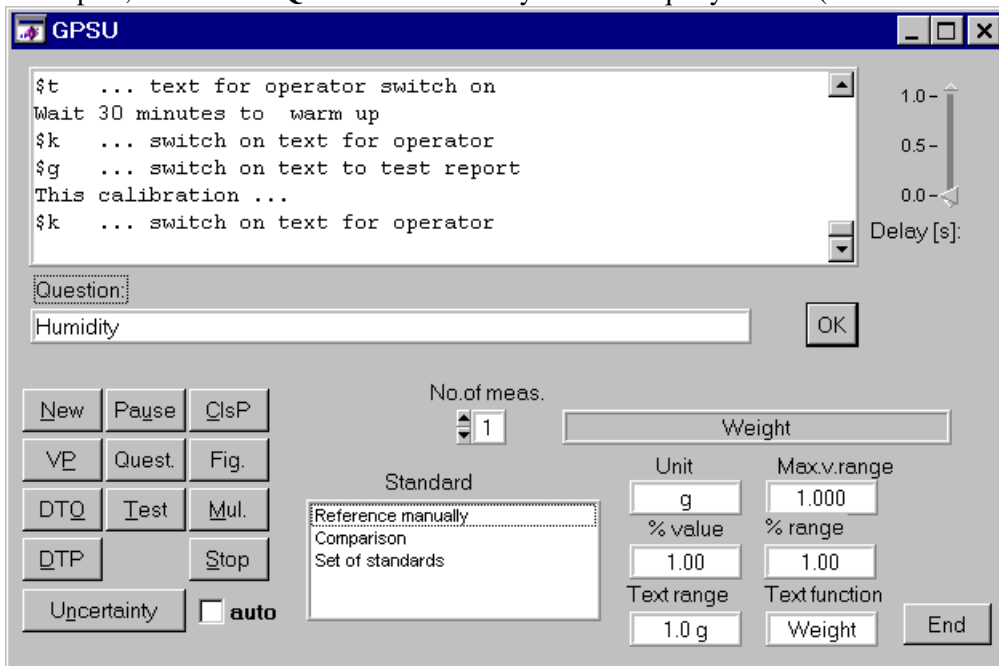 GPSU
$t ... text for operator switch on
Wait 30 minutes to warm up
$k ... switch on text for operator
$g ... switch on text to test report
This calibration ...
$k ... switch on text for operator
1.0
0.5
0.0
Delay [s]:
Question:
Humidity
OK
New Pause ClsP
VP Quest. Fig.
DTO Test Mul.
DTP Stop
Uncertainty auto
No.of meas.
1
Weight
Standard
Reference manually
Comparison
Set of standards
Unit Max.v.range
g 1.000
% value % range
1.00 1.00
Text range Text function
1.0 g Weight
End